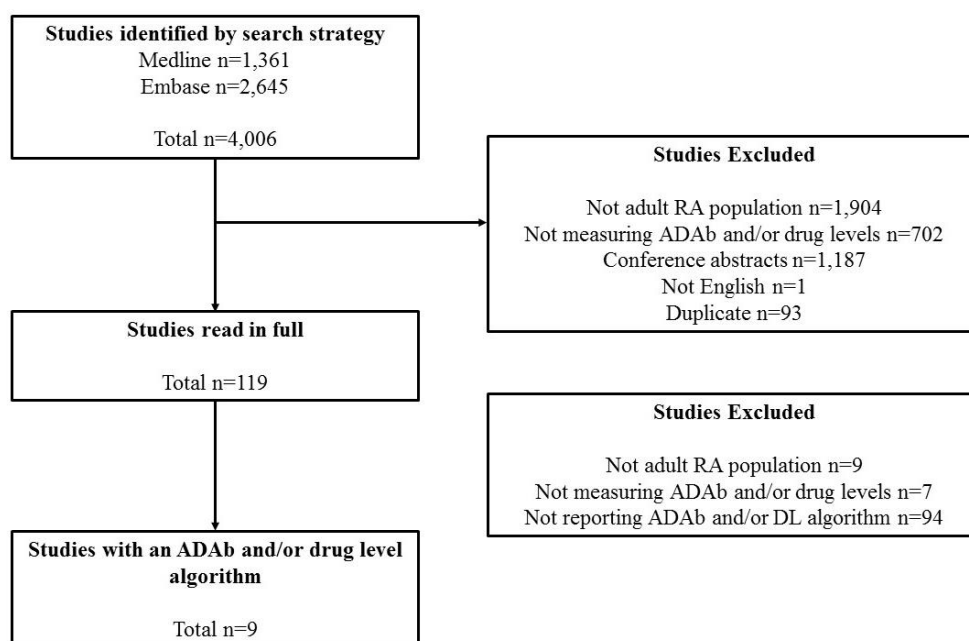 Studies identified by search strategy
Medline n=1,361
Embase n=2,645
Total n=4,006
Studies Excluded
Not adult RA population n=1,904
Not measuring ADAb and/or drug levels n=702
Conference abstracts n=1,187
Not English n=1
Duplicate n=93
Studies read in full
Total n=119
Studies Excluded
Not adult RA population n=9
Not measuring ADAb and/or drug levels n=7
Not reporting ADAb and/or DL algorithm n=94
Studies with an ADAb and/or drug level
algorithm
Total n=9